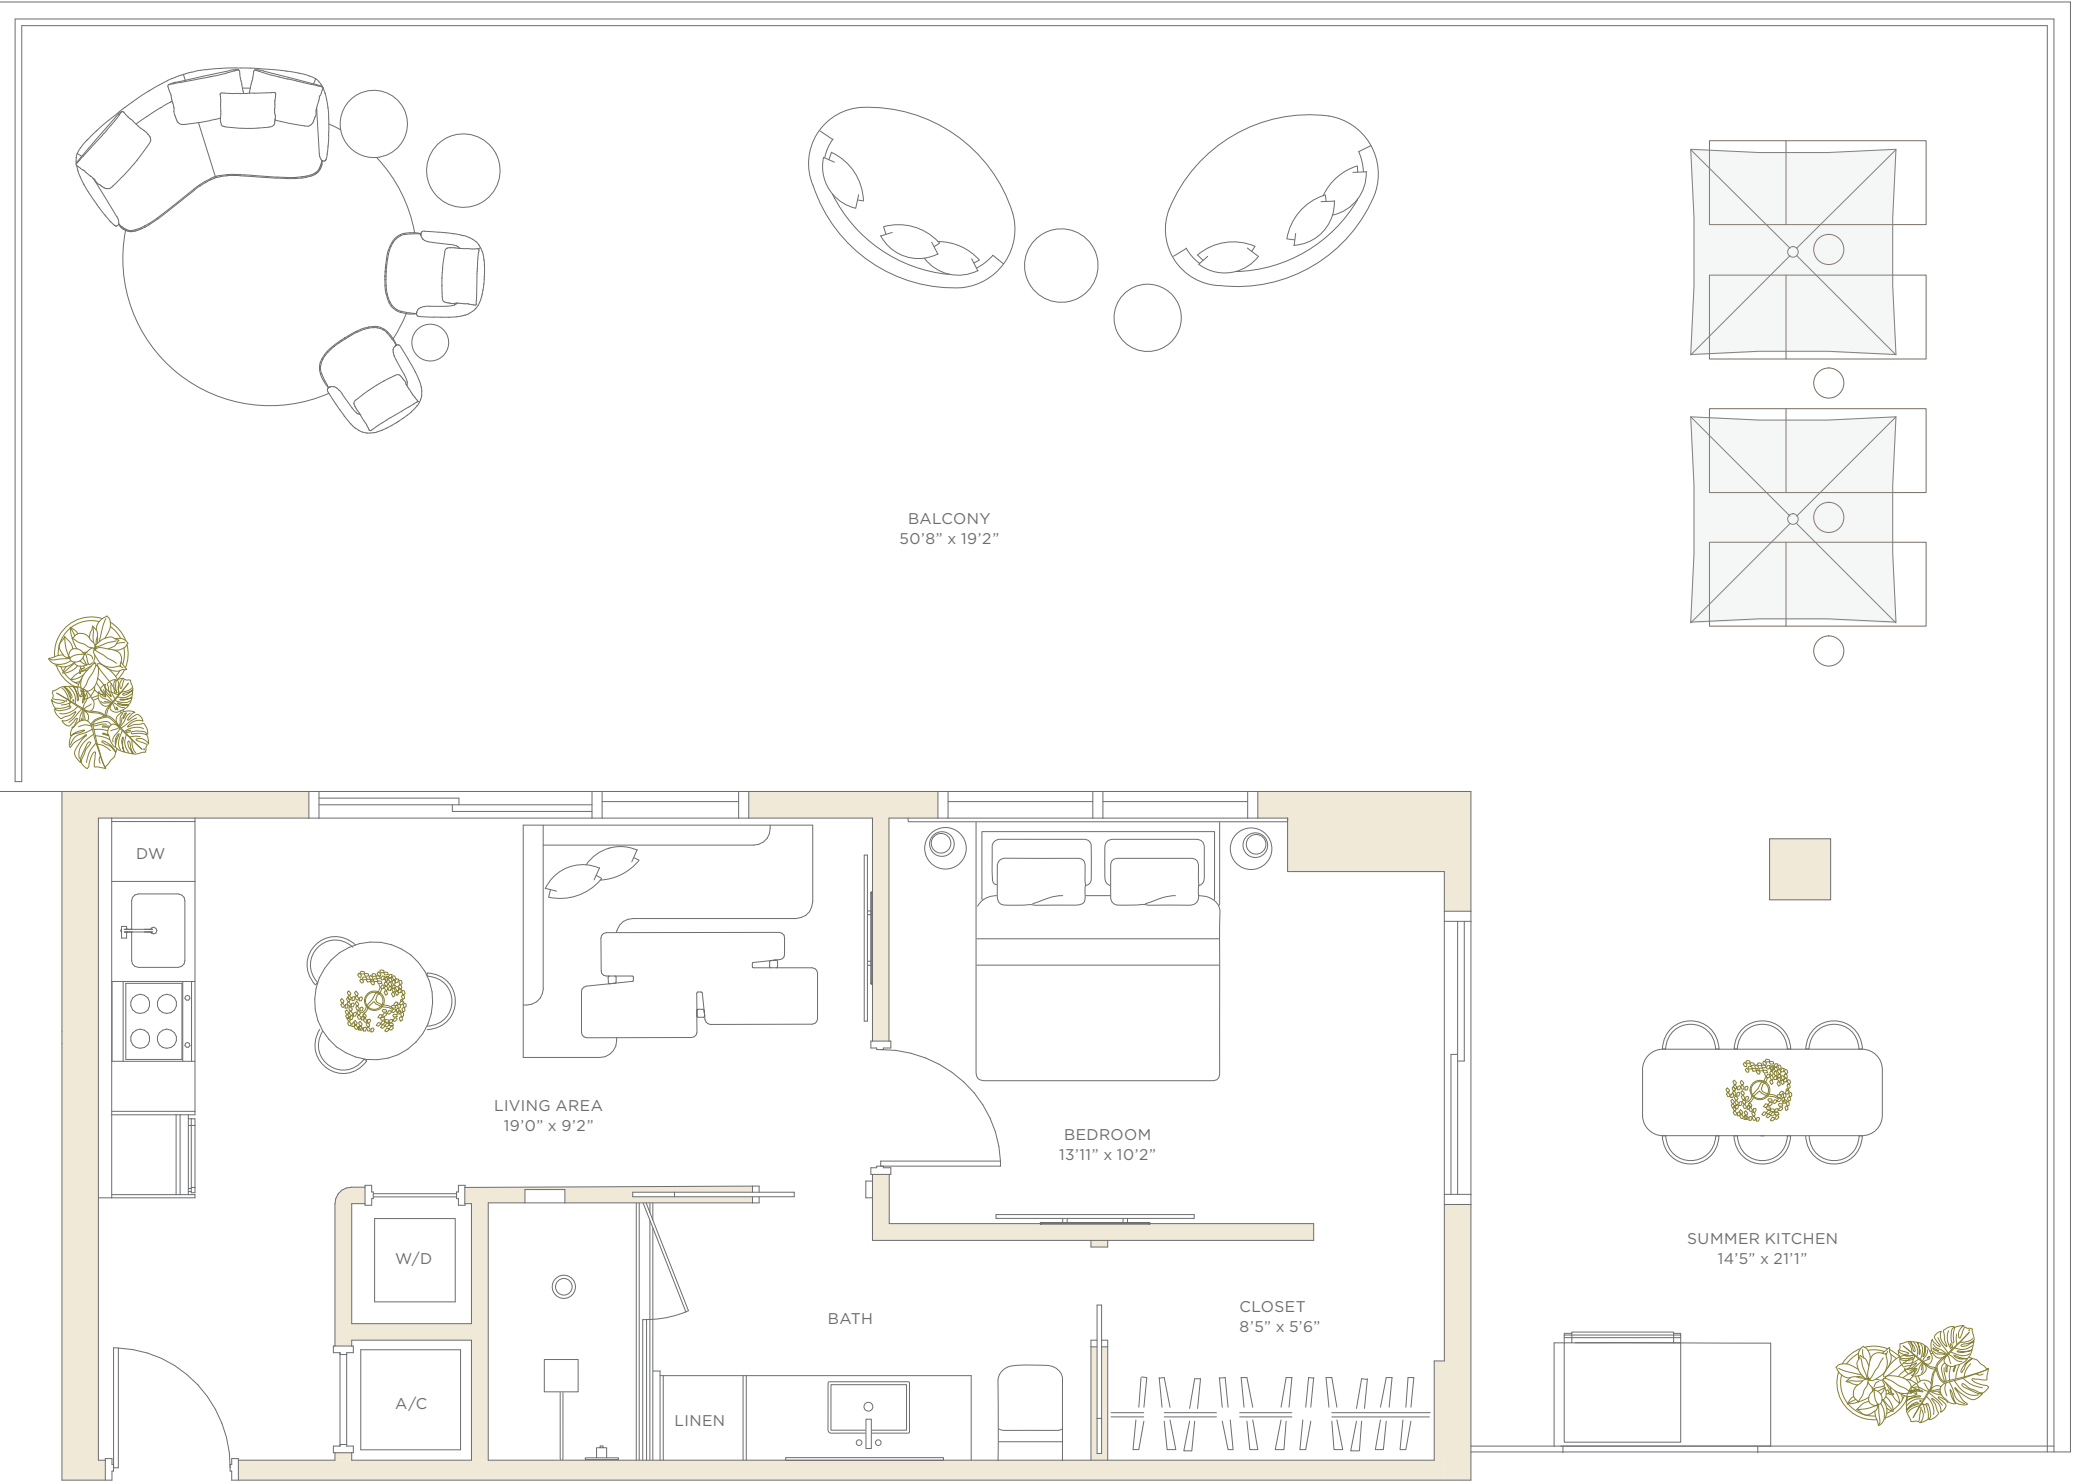 BALCONY
50’8” x 19’2”
DW
LIVING AREA
19’0” x 9’2”
BEDROOM
13’11” x 10’2”
SUMMER KITCHEN
14’5” x 21’1”
W/D
BATH
CLOSET
8’5” x 5’6”
A/C
LINEN